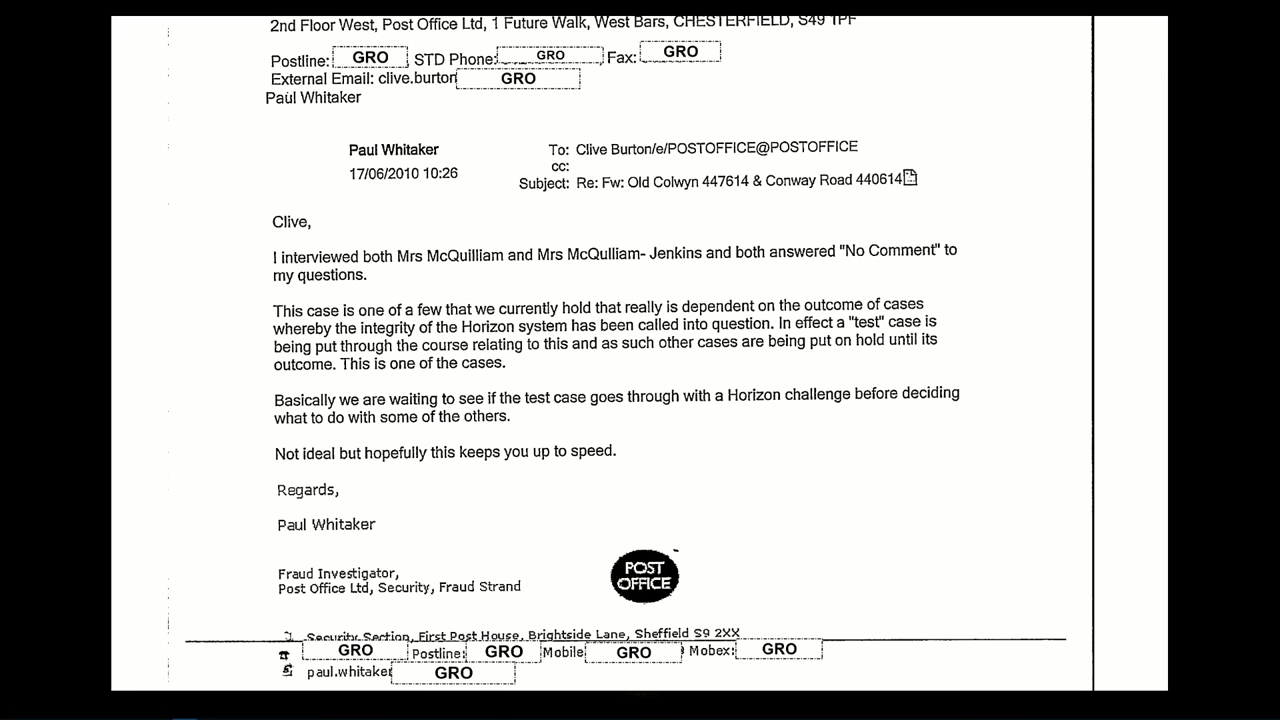 2nd Floor West, Post Office Ltd, 1 Future Walk, West Bars, CHESTERFIELD, S49 1PF
Postline: GRO STD Phone: GRO Fax: GRO
External Email: clive.burton GRO
Paul Whitaker
Paul Whitaker
17/06/2010 10:26
To: Clive Burton/e/POSTOFFICE@POSTOFFICE
cc:
Subject: Re: Fw: Old Colwyn 447614 & Conway Road 440614
Clive,
I interviewed both Mrs McQuilliam and Mrs McQulliam- Jenkins and both answered "No Comment" to
my questions.
This case is one of a few that we currently hold that really is dependent on the outcome of cases
whereby the integrity of the Horizon system has been called into question. In effect a "test" case is
being put through the course relating to this and as such other cases are being put on hold until its
outcome. This is one of the cases.
Basically we are waiting to see if the test case goes through with a Horizon challenge before deciding
what to do with some of the others.
Not ideal but hopefully this keeps you up to speed.
Regards,
Paul Whitaker
Fraud Investigator,
Post Office Ltd, Security, Fraud Strand
POST
OFFICE
Security Section, First Post House, Brightside Lane, Sheffield S9 2XX
GRO Postline: GRO Mobile GRO Mobex: GRO
paul.whitaker GRO